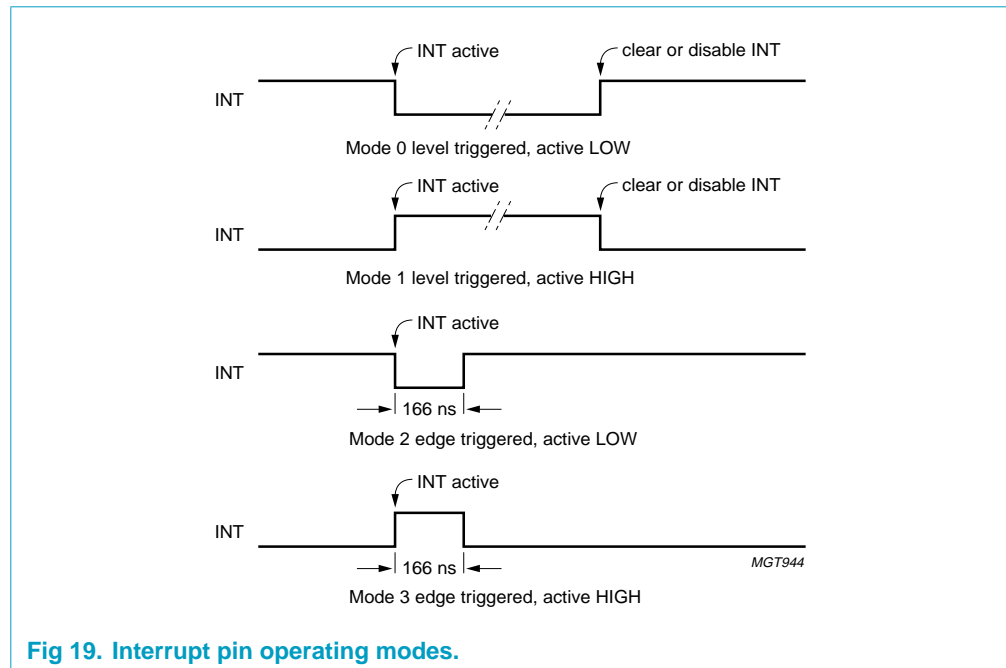 INT active
clear or disable INT
INT
Mode 0 level triggered, active LOW
INT active
clear or disable INT
INT
Mode 1 level triggered, active HIGH
INT active
INT
166 ns
Mode 2 edge triggered, active LOW
INT active
INT
166 ns
MGT944
Mode 3 edge triggered, active HIGH
Fig 19. Interrupt pin operating modes.